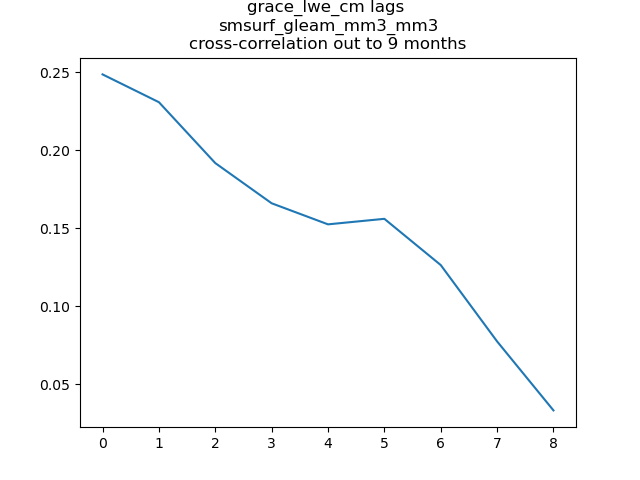 grace_lwe_cm lags
smsurf_gleam_mm3_mm3
cross-correlation out to 9 months
0.25
0.20
0.15
0.10
0.05
0 1 2 3 4 5 6 7 8